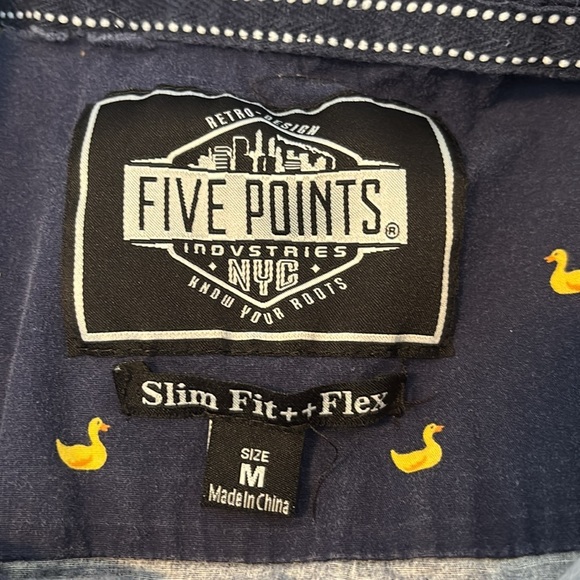 RETRO-DESIGN
FIVE POINTS®
INDVSTRIES
NYC
KNOW YOUR ROOTS
Slim Fit++Flex
SIZE
M
Made In China